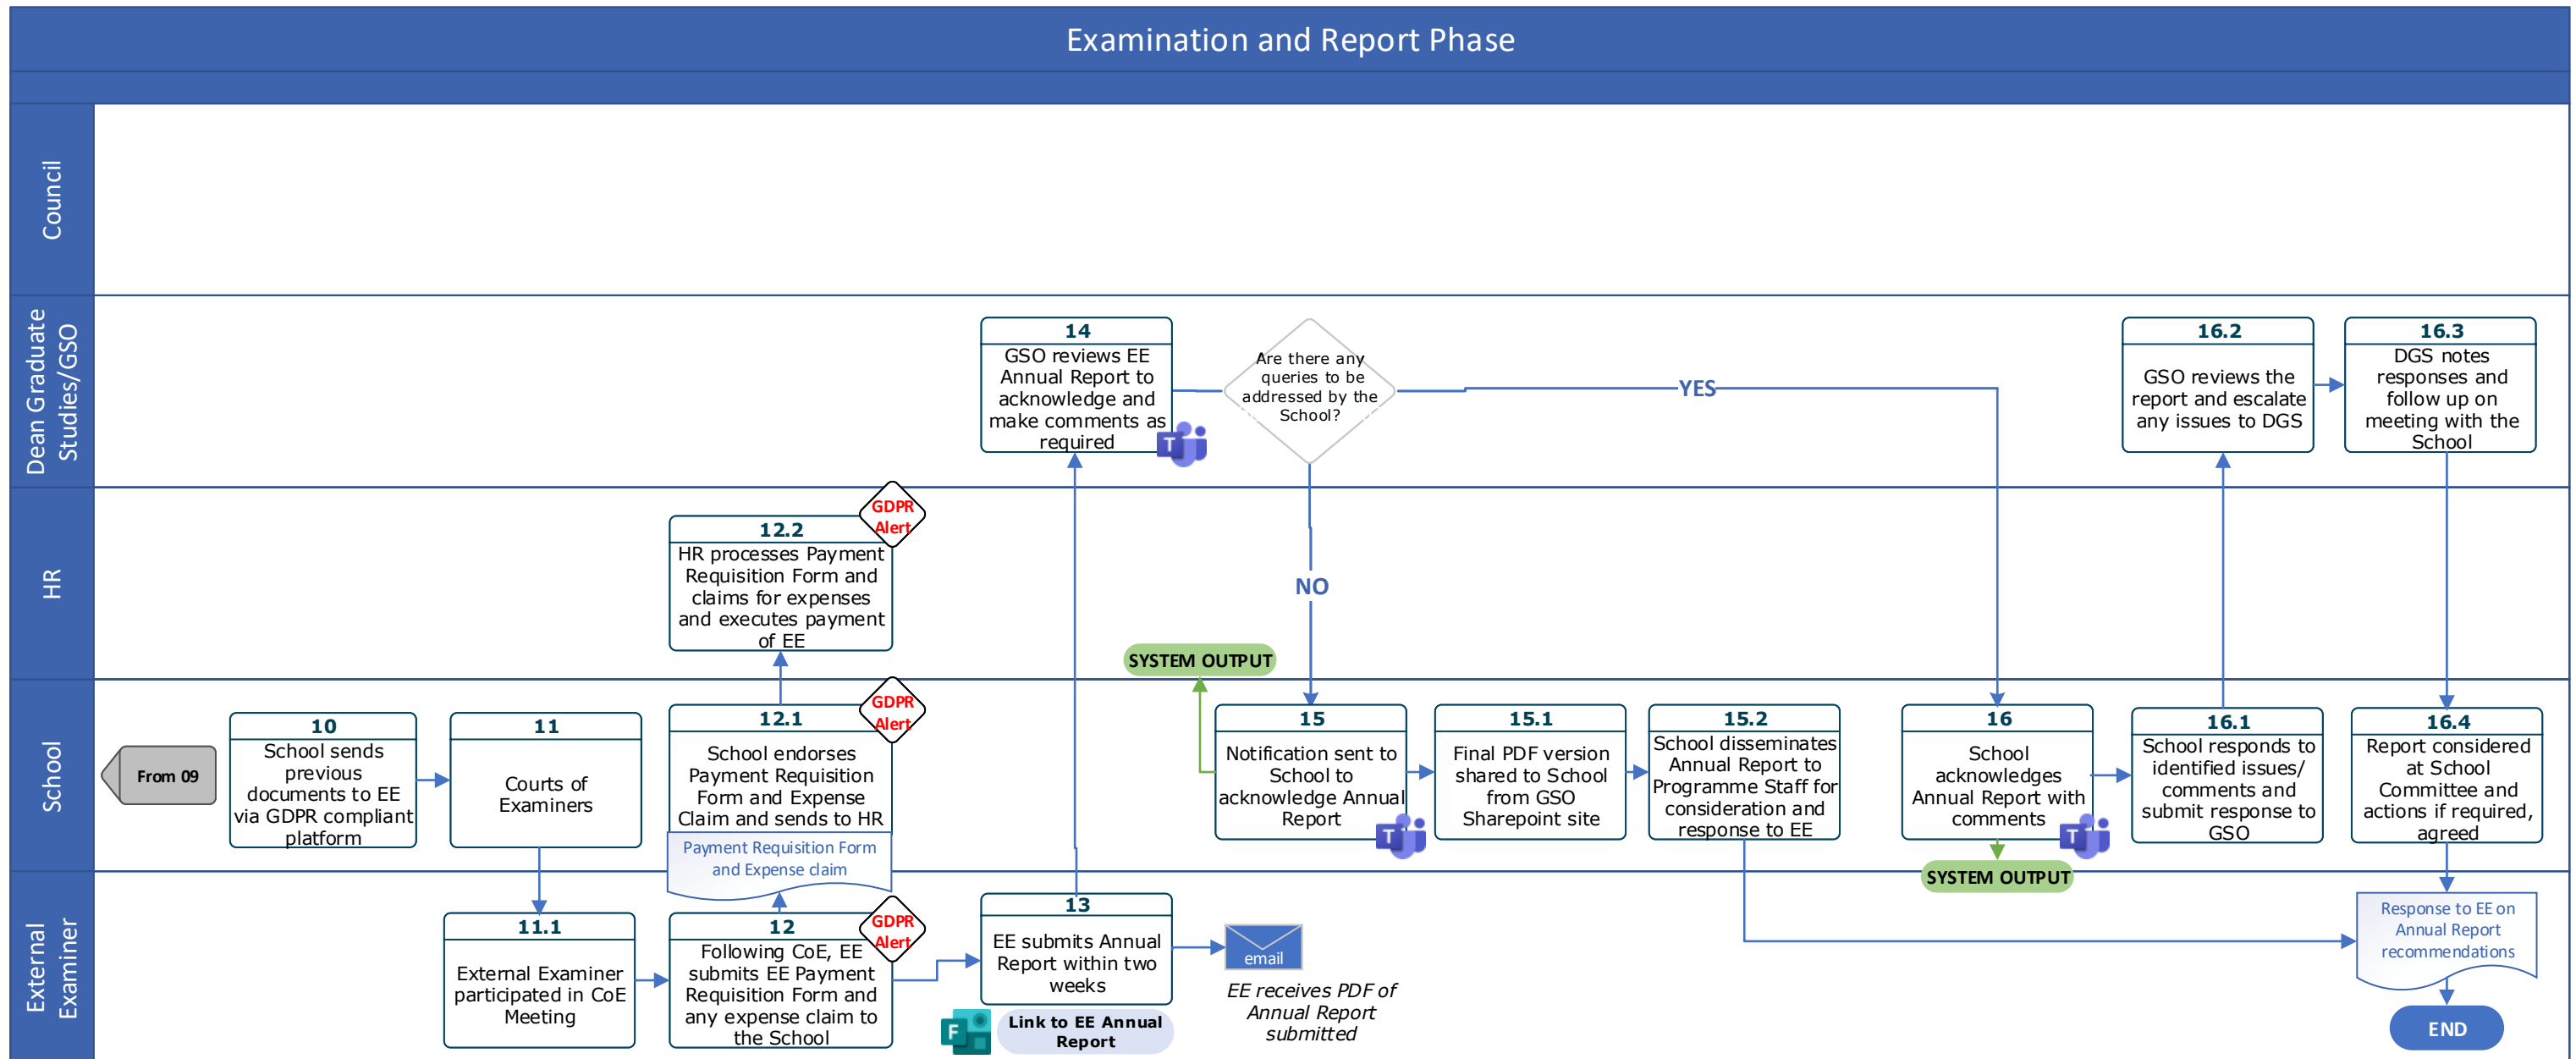 Examination and Report Phase
Council
Dean Graduate
Studies/GSO
14
GSO reviews EE
Annual Report to
acknowledge and
make comments as
required
T
Are there any
queries to be
addressed by the
School?
YES
16.2
GSO reviews the
report and escalate
any issues to DGS
16.3
DGS notes
responses and
follow up on
meeting with the
School
HR
12.2
HR processes Payment
Requisition Form and
claims for expenses
and executes payment
of EE
GDPR
Alert
NO
SYSTEM OUTPUT
School
From 09
10
School sends
previous
documents to EE
via GDPR compliant
platform
11
Courts of
Examiners
12.1
School endorses
Payment Requisition
Form and Expense
Claim and sends to HR
GDPR
Alert
Payment Requisition Form
and Expense claim
15
Notification sent to
School to
acknowledge Annual
Report
T
15.1
Final PDF version
shared to School
from GSO
Sharepoint site
15.2
School disseminates
Annual Report to
Programme Staff for
consideration and
response to EE
16
School
acknowledges
Annual Report with
comments
T
SYSTEM OUTPUT
16.1
School responds to
identified issues/
comments and
submit response to
GSO
16.4
Report considered
at School
Committee and
actions if required,
agreed
External
Examiner
11.1
External Examiner
participated in CoE
Meeting
12
Following CoE, EE
submits EE Payment
Requisition Form and
any expense claim to
the School
GDPR
Alert
13
EE submits Annual
Report within two
weeks
F
Link to EE Annual
Report
email
EE receives PDF of
Annual Report
submitted
Response to EE on
Annual Report
recommendations
END